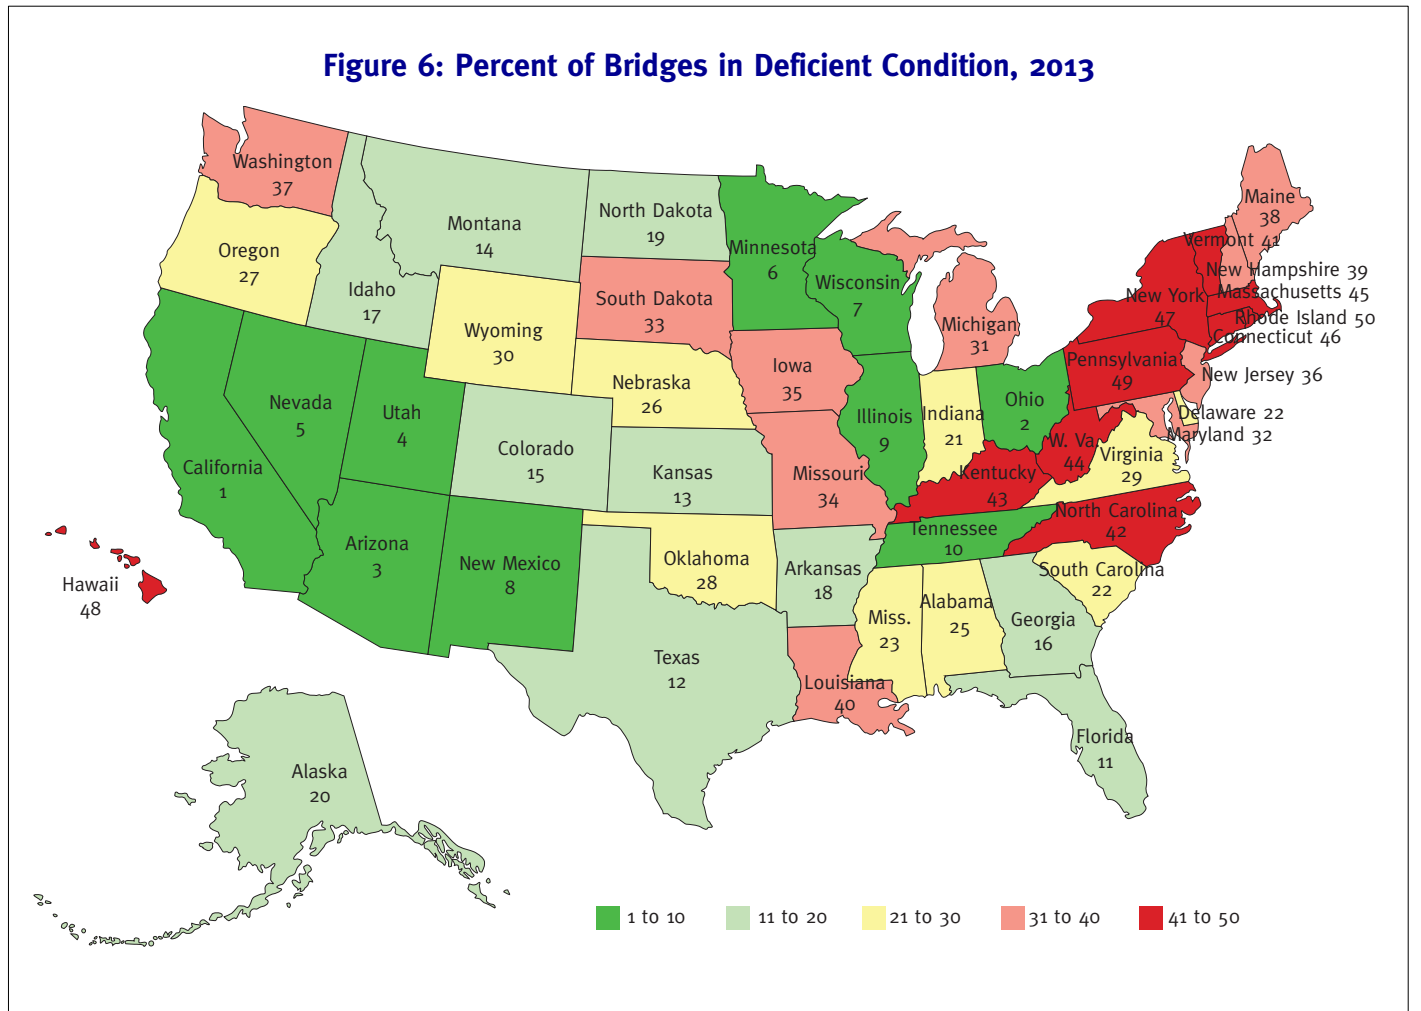 Figure 6: Percent of Bridges in Deficient Condition, 2013
Washington
37
Oregon
27
Montana
14
Idaho
17
Wyoming
30
North Dakota
19
South Dakota
33
Nebraska
26
Minnesota
6
Wisconsin
7
Iowa
35
Michigan
31
Maine
38
Vermont 41
New Hampshire 39
Massachusetts 45
New York
47
Rhode Island 50
Connecticut 46
Pennsylvania
49
New Jersey 36
Delaware 22
Maryland 32
California
1
Nevada
5
Utah
4
Colorado
15
Kansas
13
Missouri
34
Illinois
9
Indiana
21
Ohio
2
W. Va.
44
Virginia
29
Kentucky
43
North Carolina
42
Tennessee
10
South Carolina
22
Arizona
3
New Mexico
8
Oklahoma
28
Arkansas
18
Hawaii
48
Texas
12
Louisiana
40
Miss.
23
Alabama
25
Georgia
16
Florida
11
Alaska
20
1 to 10
11 to 20
21 to 30
31 to 40
41 to 50